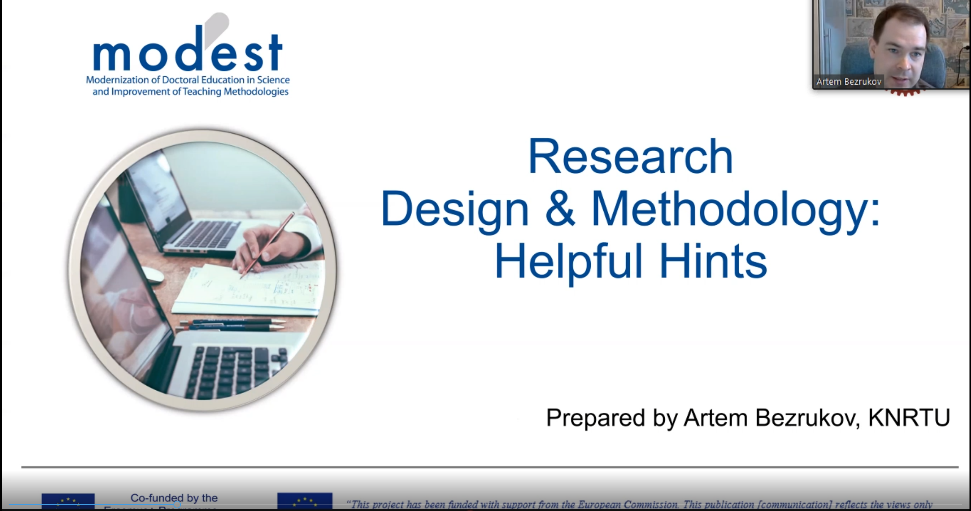 modest
Modernization of Doctoral Education in Science
and Improvement of Teaching Methodologies
Artem Bezrukov
Research
Design & Methodology:
Helpful Hints
Prepared by Artem Bezrukov, KNRTU
Co-funded by the
"This project has been funded with support from the European Commission. This publication [communication] reflects the views only